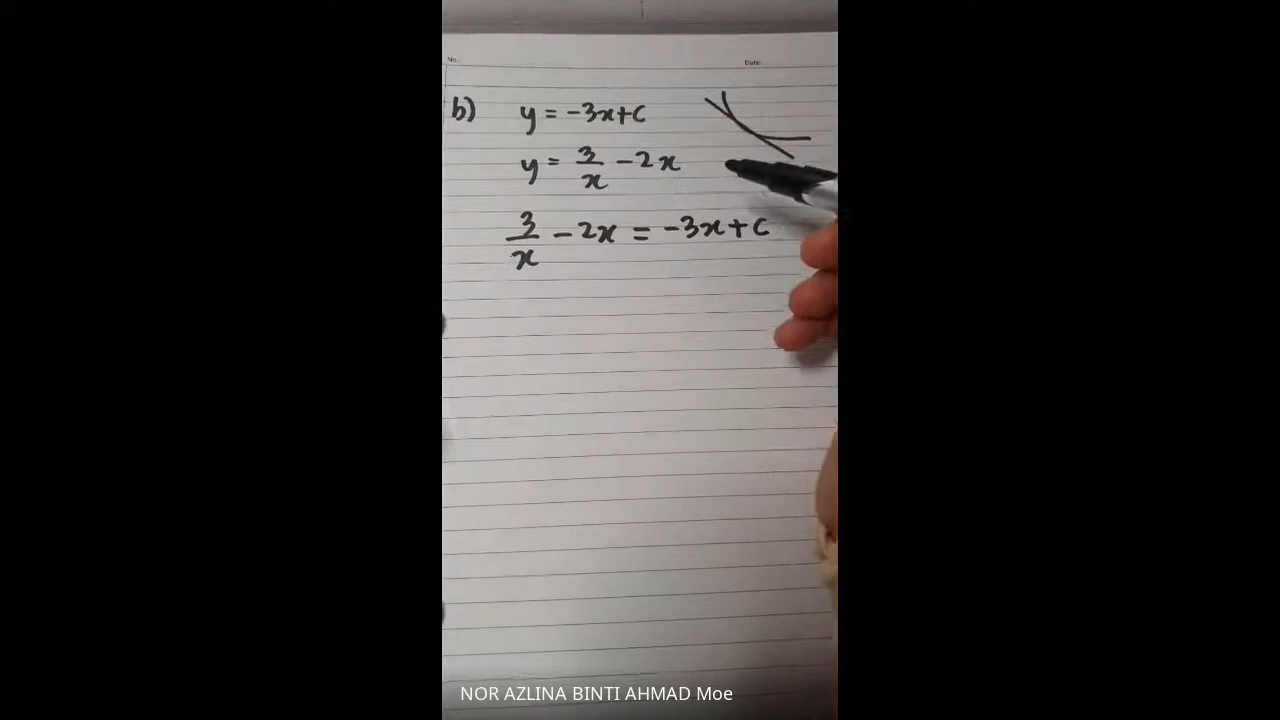 No.
Date:
b) y = -3x+c
y = 3/x - 2x
3/x - 2x = -3x+c
NOR AZLINA BINTI AHMAD Moe